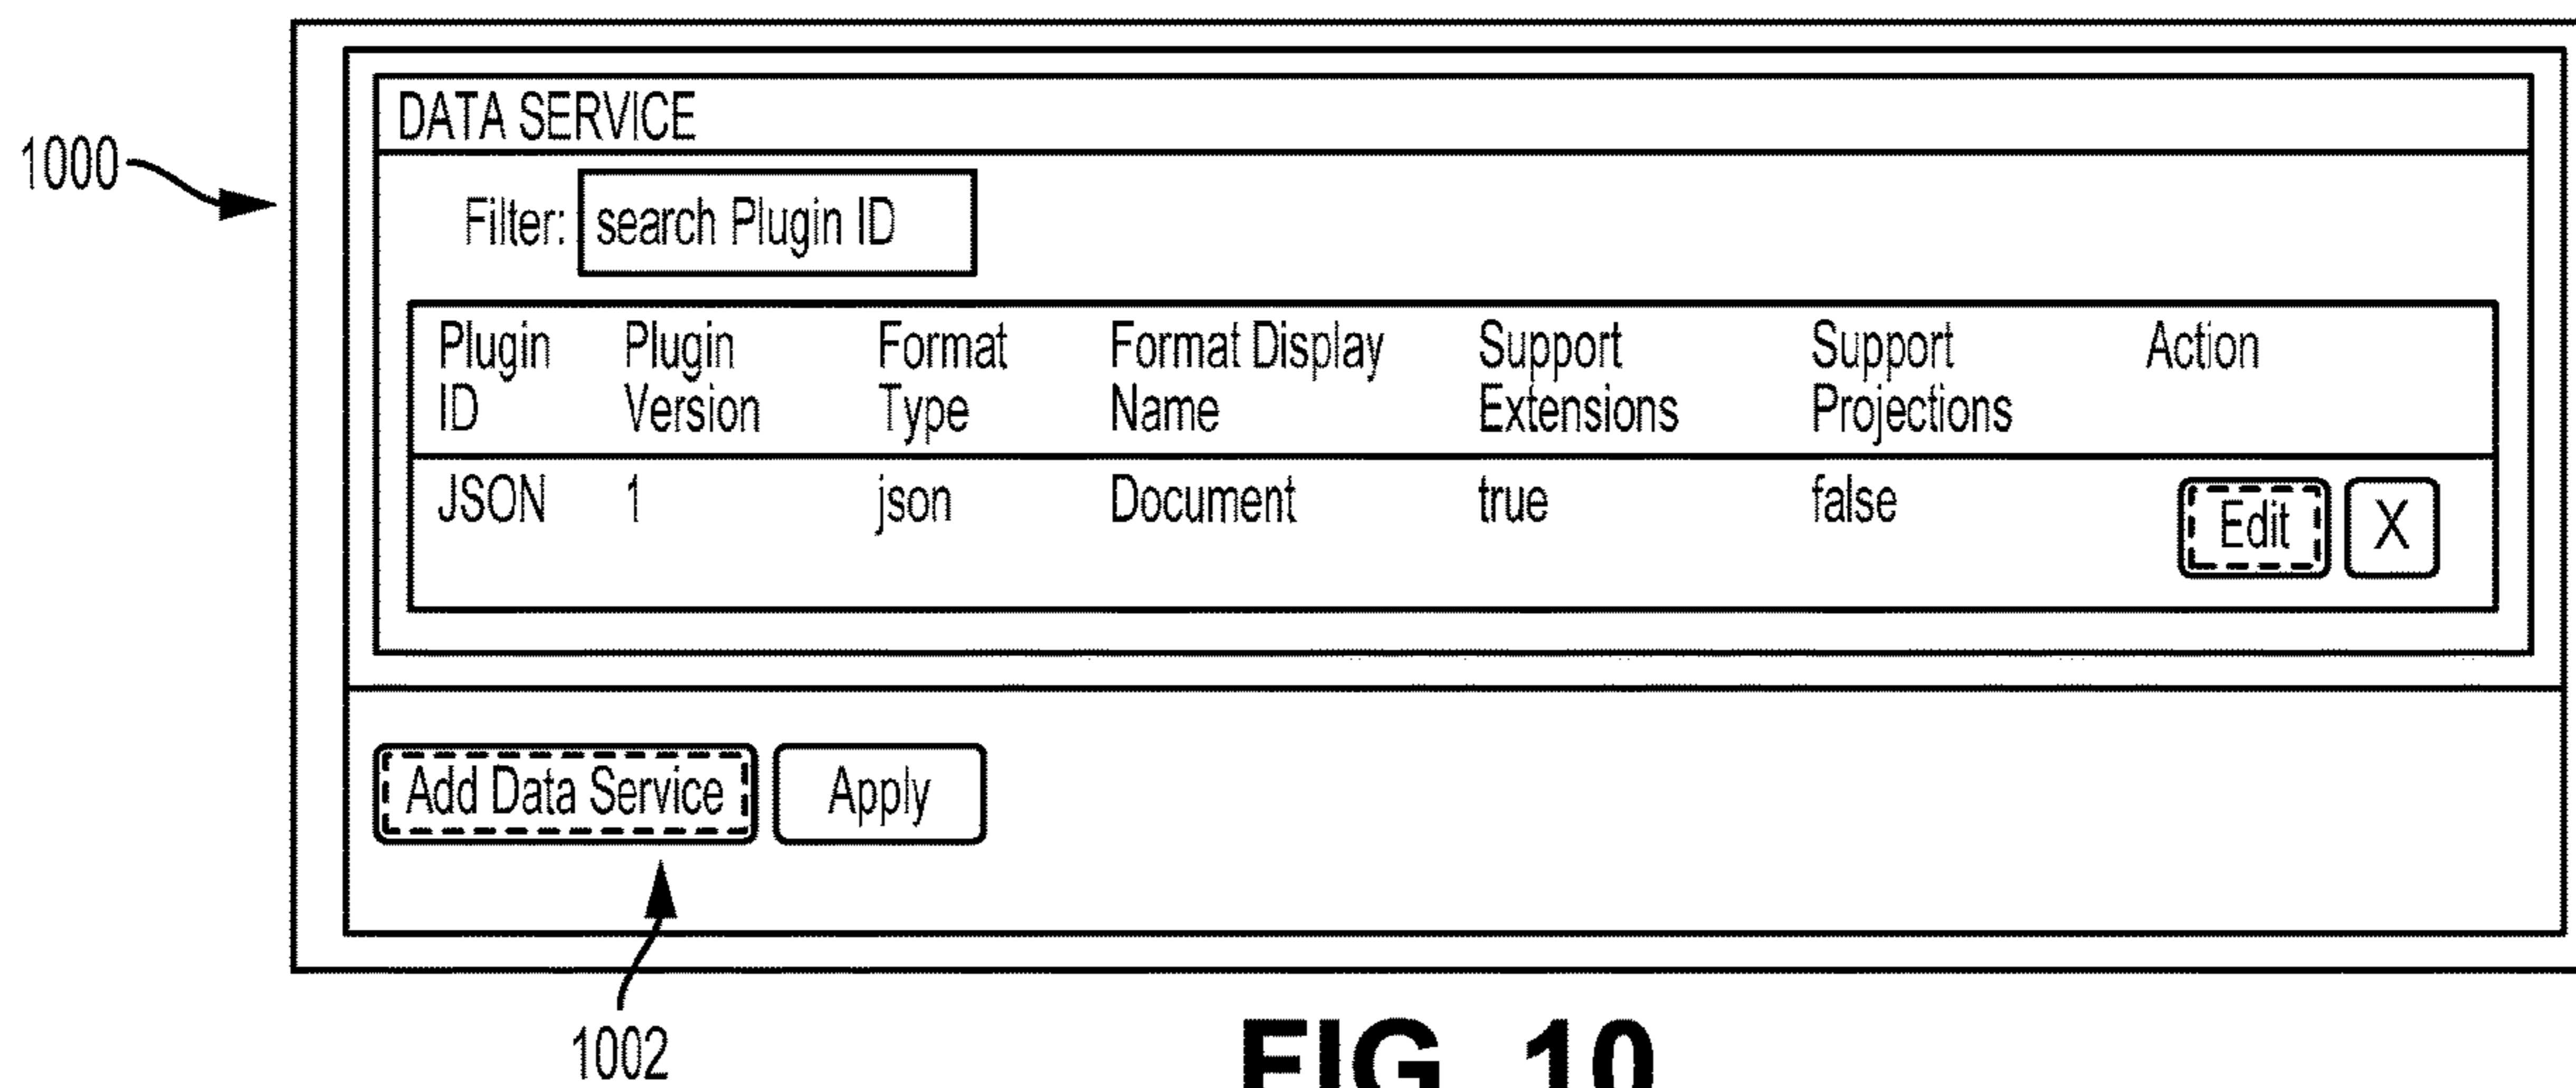 DATA SERVICE
1000
Filter: search Plugin ID
Plugin Plugin Format Format Display Support Support Action
ID Version Type Name Extensions Projections
JSON 1 json Document true false Edit X
Add Data Service Apply
1002
FIG. 10